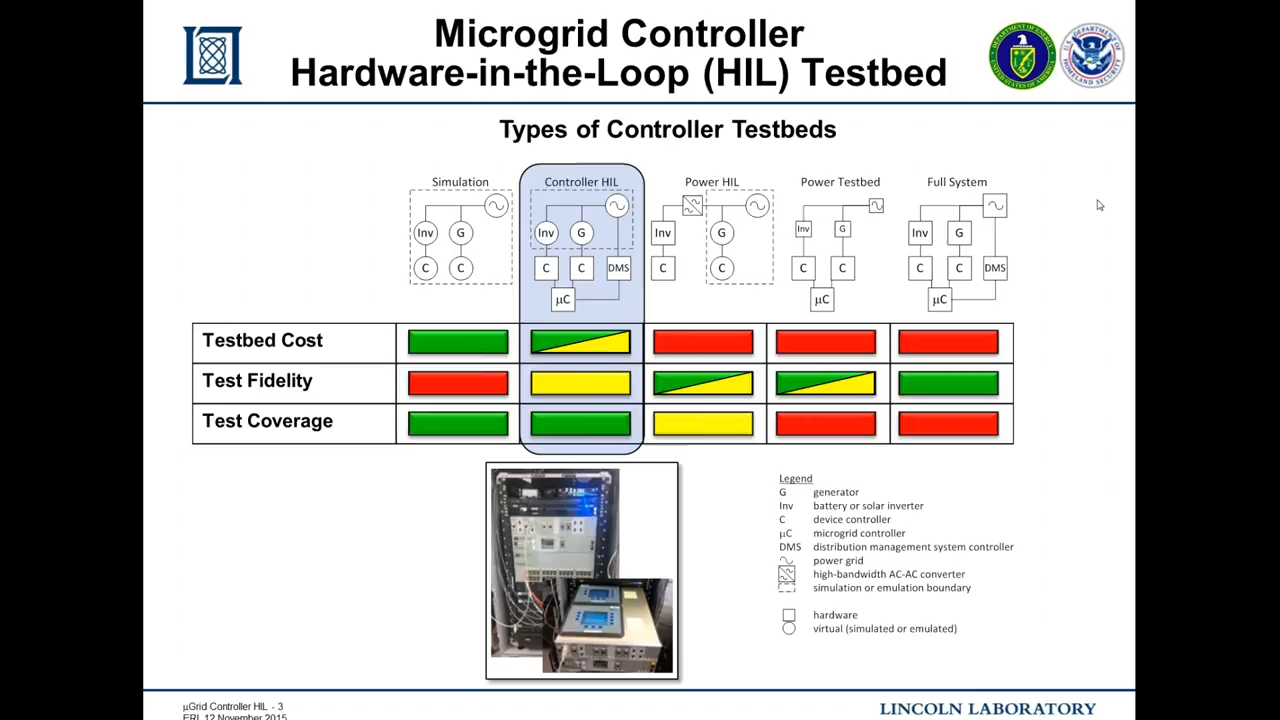 Microgrid Controller
Hardware-in-the-Loop (HIL) Testbed
Types of Controller Testbeds
Simulation
Inv G
C C
Controller HIL
Inv G
C C DMS
µC
Power HIL
Inv G
C C
Power Testbed
Inv G
C C
µC
Full System
Inv G
C C DMS
µC
Testbed Cost
Test Fidelity
Test Coverage
Legend
G generator
Inv battery or solar inverter
C device controller
µC microgrid controller
DMS distribution management system controller
power grid
high-bandwidth AC-AC converter
simulation or emulation boundary
hardware
virtual (simulated or emulated)
µGrid Controller HIL - 3
ERI 12 November 2015
LINCOLN LABORATORY